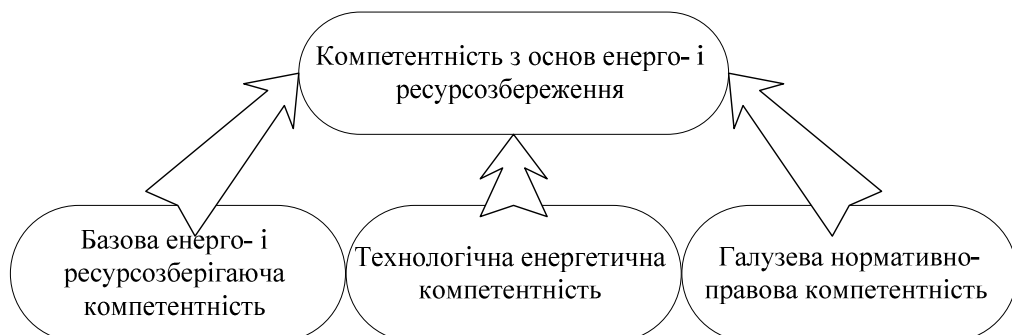 Компетентність з основ енерго- і
ресурсозбереження
Базова енерго- і
ресурсозберігаюча
компетентність
Технологічна енергетична
компетентність
Галузева нормативно-
правова компетентність